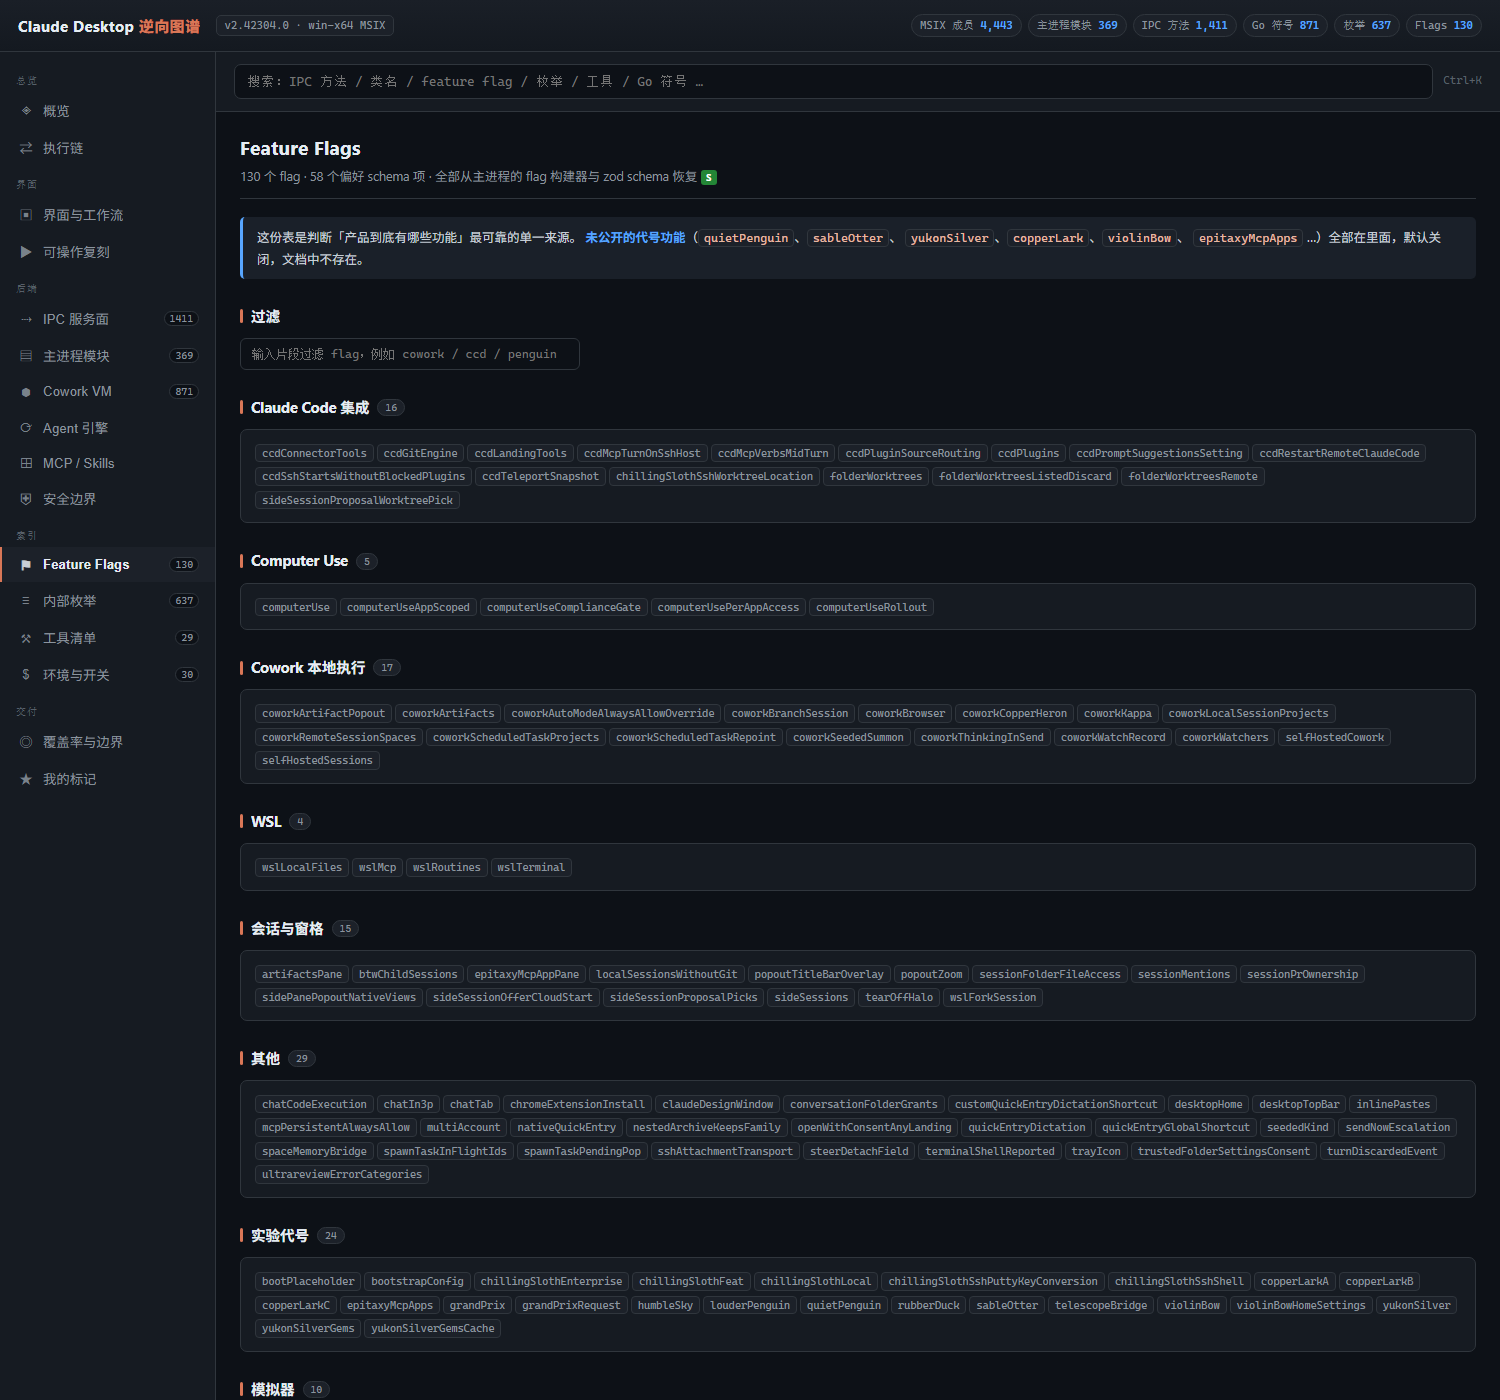 Claude Desktop 逆向图谱
v2.42304.0 · win-x64 MSIX
MSIX 成员 4,443
主进程模块 369
IPC 方法 1,411
Go 符号 871
枚举 637
Flags 130
总览
概览
执行链
界面
界面与工作流
可操作复刻
后端
IPC 服务面 1411
主进程模块 369
Cowork VM 871
Agent 引擎
MCP / Skills
安全边界
索引
Feature Flags 130
内部枚举 637
工具清单 29
环境与开关 30
交付
覆盖率与边界
我的标记
搜索: IPC 方法 / 类名 / feature flag / 枚举 / 工具 / Go 符号 …
Ctrl+K
Feature Flags
130 个 flag · 58 个偏好 schema 项 · 全部从主进程的 flag 构建器与 zod schema 恢复 S
这份表是判断「产品到底有哪些功能」最可靠的单一来源。 未公开的代号功能（quietPenguin、sableOtter、yukonSilver、copperLark、violinBow、epitaxyMcpApps …）全部在里面，默认关
闭，文档中不存在。
过滤
输入片段过滤 flag，例如 cowork / ccd / penguin
Claude Code 集成 16
ccdConnectorTools ccdGitEngine ccdLandingTools ccdMcpTurnOnSshHost ccdMcpVerbsMidTurn ccdPluginSourceRouting ccdPlugins ccdPromptSuggestionsSetting ccdRestartRemoteClaudeCode
ccdSshStartsWithoutBlockedPlugins ccdTeleportSnapshot chillingSlothSshWorktreeLocation folderWorktrees folderWorktreesListedDiscard folderWorktreesRemote
sideSessionProposalWorktreePick
Computer Use 5
computerUse computerUseAppScoped computerUseComplianceGate computerUsePerAppAccess computerUseRollout
Cowork 本地执行 17
coworkArtifactPopout coworkArtifacts coworkAutoModeAlwaysAllowOverride coworkBranchSession coworkBrowser coworkCopperHeron coworkKappa coworkLocalSessionProjects
coworkRemoteSessionSpaces coworkScheduledTaskProjects coworkScheduledTaskRepoint coworkSeededSummon coworkThinkingInSend coworkWatchRecord coworkWatchers selfHostedCowork
selfHostedSessions
WSL 4
wslLocalFiles wslMcp wslRoutines wslTerminal
会话与窗格 15
artifactsPane btwChildSessions epitaxyMcpAppPane localSessionsWithoutGit popoutTitleBarOverlay popoutZoom sessionFolderFileAccess sessionMentions sessionPrOwnership
sidePanePopoutNativeViews sideSessionOfferCloudStart sideSessionProposalPicks sideSessions tearOffHalo wslForkSession
其他 29
chatCodeExecution chatIn3p chatTab chromeExtensionInstall claudeDesignWindow conversationFolderGrants customQuickEntryDictationShortcut desktopHome desktopTopBar inlinePastes
mcpPersistentAlwaysAllow multiAccount nativeQuickEntry nestedArchiveKeepsFamily openWithConsentAnyLanding quickEntryDictation quickEntryGlobalShortcut seededKind sendNowEscalation
spaceMemoryBridge spawnTaskInFlightIds spawnTaskPendingPop sshAttachmentTransport steerDetachField terminalShellReported trayIcon trustedFolderSettingsConsent turnDiscardedEvent
ultrareviewErrorCategories
实验代号 24
bootPlaceholder bootstrapConfig chillingSlothEnterprise chillingSlothFeat chillingSlothLocal chillingSlothSshPuttyKeyConversion chillingSlothSshShell copperLarkA copperLarkB
copperLarkC epitaxyMcpApps grandPrix grandPrixRequest humbleSky louderPenguin quietPenguin rubberDuck sableOtter telescopeBridge violinBow violinBowHomeSettings yukonSilver
yukonSilverGems yukonSilverGemsCache
模拟器 10